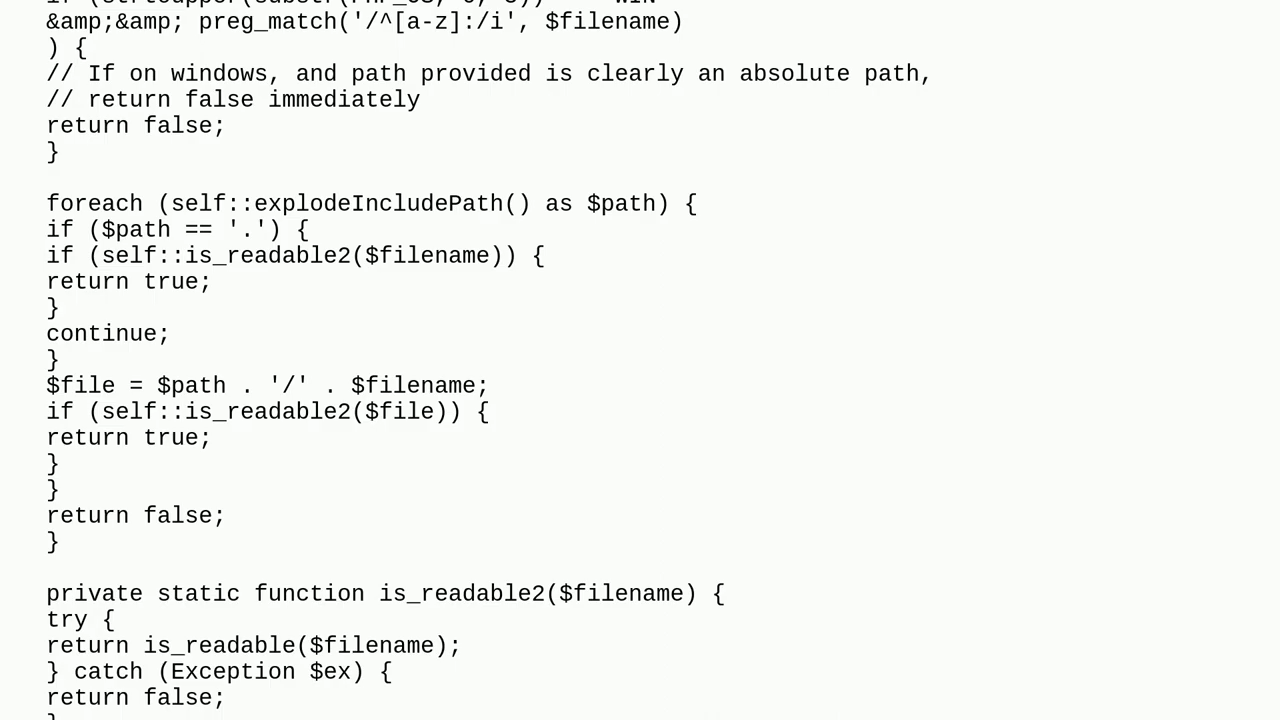 &amp;&amp; preg_match('/^[a-z]:/i', $filename)
) {
// If on windows, and path provided is clearly an absolute path,
// return false immediately
return false;
}

foreach (self::explodeIncludePath() as $path) {
if ($path == '.') {
if (self::is_readable2($filename)) {
return true;
}
continue;
}
$file = $path . '/' . $filename;
if (self::is_readable2($file)) {
return true;
}
}
return false;
}

private static function is_readable2($filename) {
try {
return is_readable($filename);
} catch (Exception $ex) {
return false;